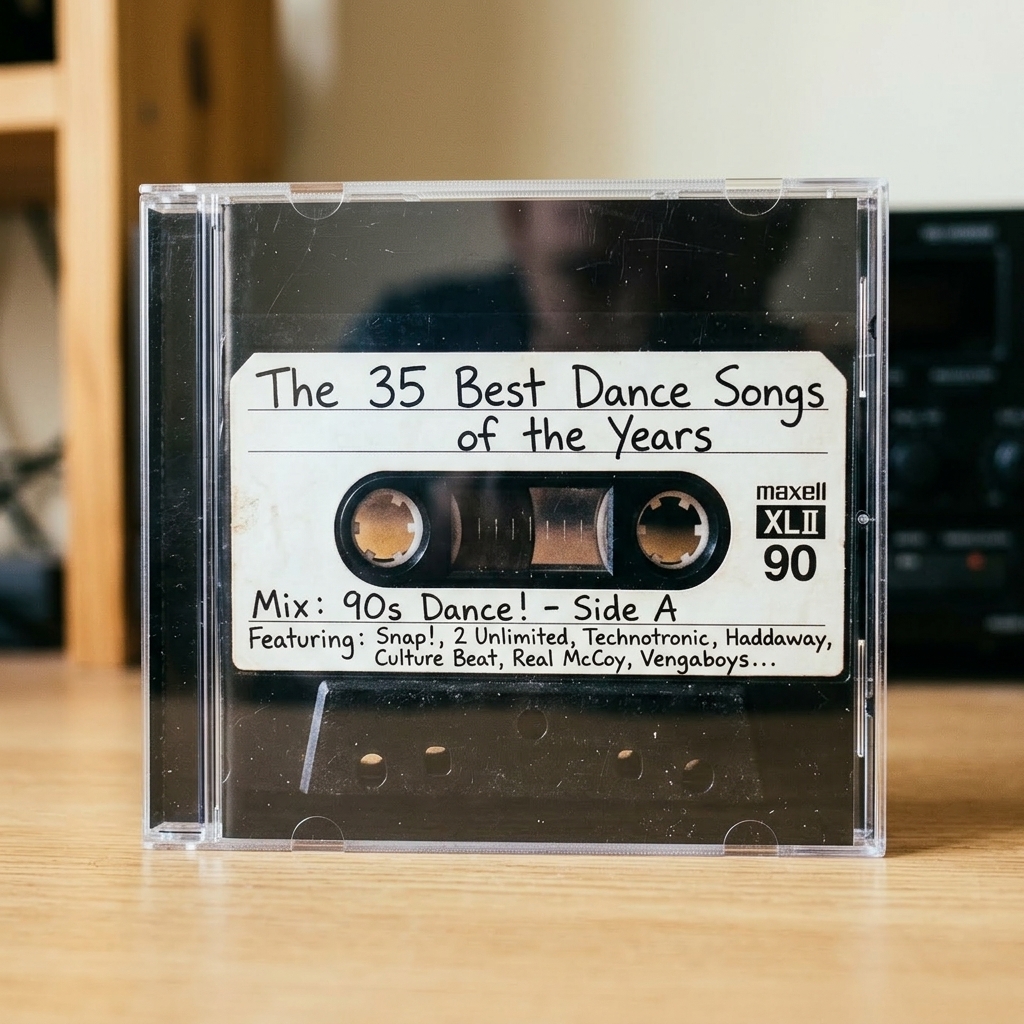 The 35 Best Dance Songs
of the Years
maxell
XLII
90
Mix: 90s Dance! - Side A
Featuring: Snap!, 2 Unlimited, Technotronic, Haddaway,
Culture Beat, Real McCoy, Vengaboys...